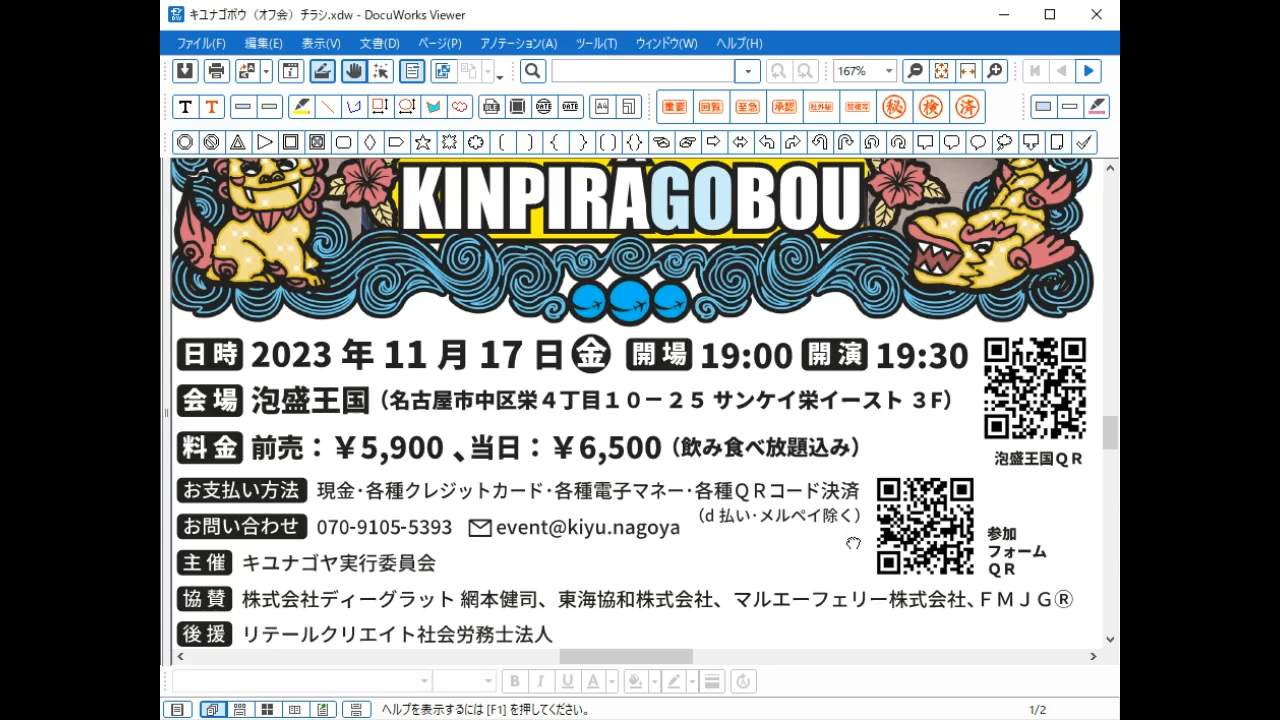 キユナゴボウ（オフ会）チラシ.xdw - DocuWorks Viewer
ファイル(F) 編集(E) 表示(V) 文書(D) ページ(P) アノテーション(A) ツール(T) ウィンドウ(W) ヘルプ(H)
167%
T T DATE DATE A4 重要 回覧 至急 承認 社外秘 禁複写 秘 検 済
KINPIRAGOBOU
日時 2023 年 11 月 17 日 金 開場 19:00 開演 19:30
会場 泡盛王国（名古屋市中区栄４丁目１０－２５ サンケイ栄イースト ３F）
泡盛王国ＱＲ
料金 前売：￥5,900 、当日：￥6,500（飲み食べ放題込み）
お支払い方法 現金･各種クレジットカード･各種電子マネー･各種ＱＲコード決済
（d 払い･メルペイ除く）
お問い合わせ 070-9105-5393 event@kiyu.nagoya
参加
フォーム
ＱＲ
主催 キユナゴヤ実行委員会
協賛 株式会社ディーグラット 網本健司、東海協和株式会社、マルエーフェリー株式会社、ＦＭＪＧ®
後援 リテールクリエイト社会労務士法人
B I U A
ヘルプを表示するには [F1] を押してください。
1/2